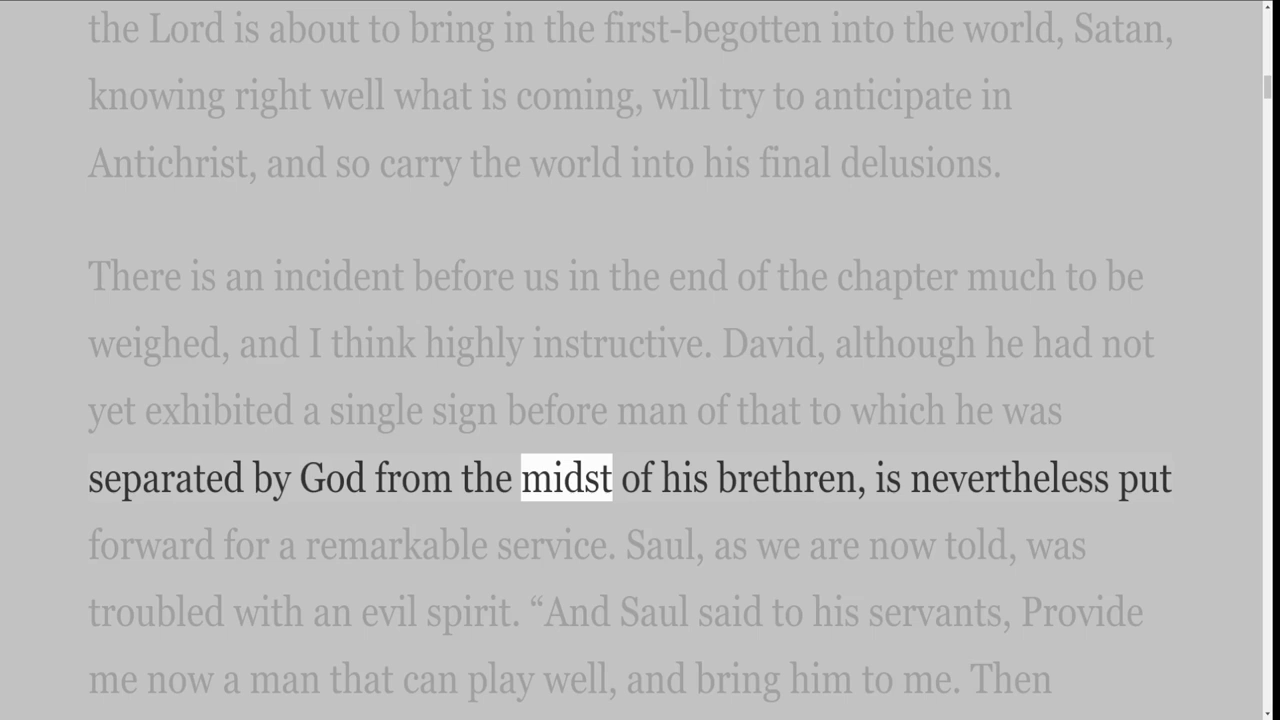 the Lord is about to bring in the first-begotten into the world, Satan,
knowing right well what is coming, will try to anticipate in
Antichrist, and so carry the world into his final delusions.
There is an incident before us in the end of the chapter much to be
weighed, and I think highly instructive. David, although he had not
yet exhibited a single sign before man of that to which he was
separated by God from the midst of his brethren, is nevertheless put
forward for a remarkable service. Saul, as we are now told, was
troubled with an evil spirit. “And Saul said to his servants, Provide
me now a man that can play well, and bring him to me. Then